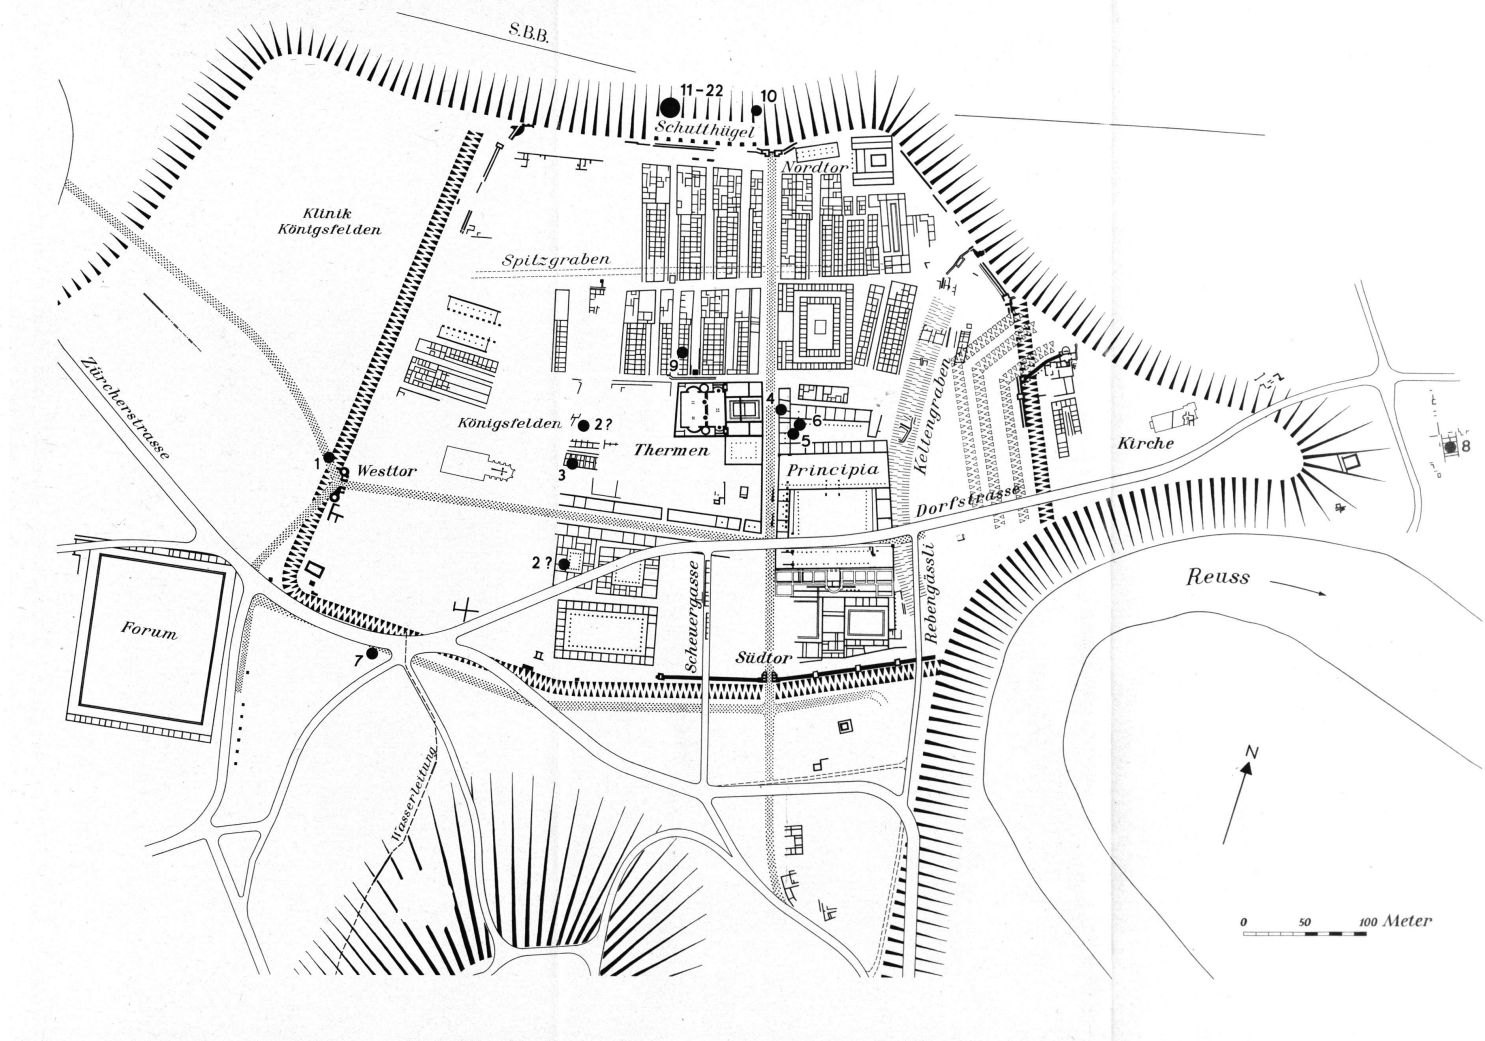 S.B.B.
11-22
10
Schutthügel
Nordtor
Klinik
Königsfelden
Spitzgraben
Zürcherstrasse
9
Keltengraben
4
6
5
Königsfelden
2?
Thermen
Kirche
8
1
Westtor
3
Principia
Dorfstrasse
2?
Reuss
Forum
Scheuergasse
Rebengässli
7
Südtor
Wasserleitung
N
0 50 100 Meter